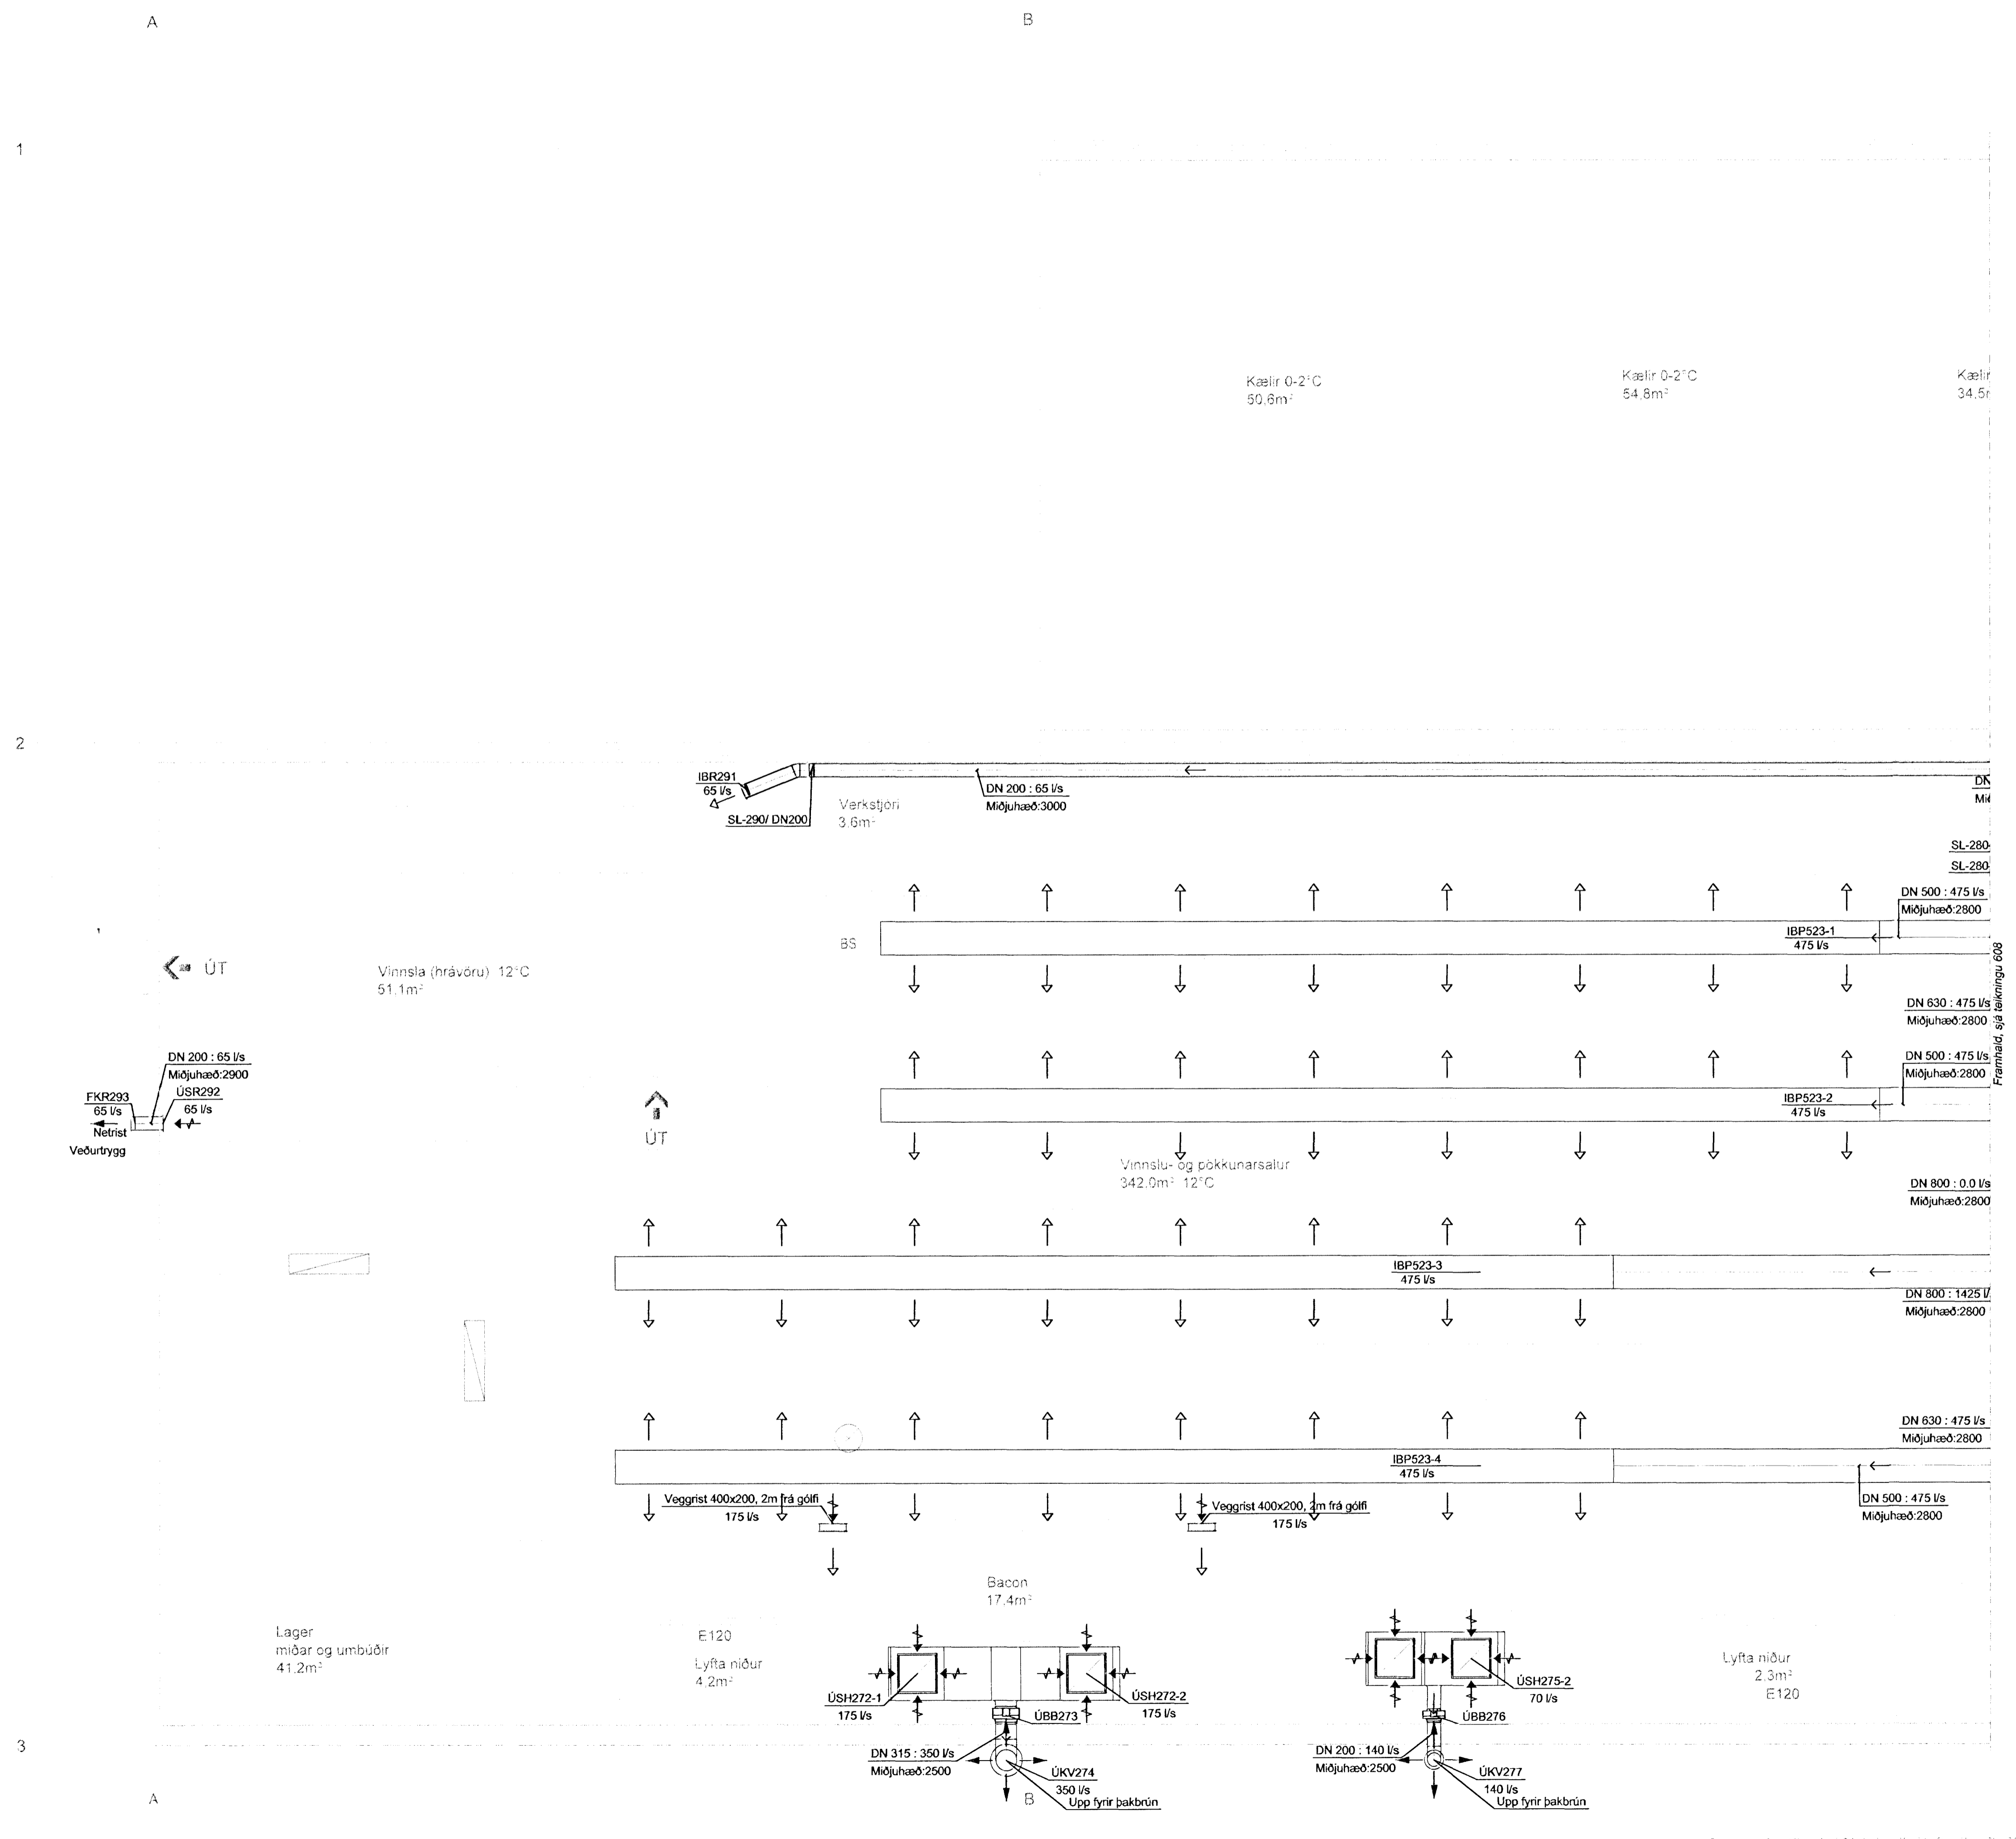 A
B
1
Kælir 0-2°C
50,6m²
Kælir 0-2°C
54,8m²
Kælir
34,5
2
IBR291
65 l/s
SL-290/ DN200
Verkstjóri
3,6m²
DN 200 : 65 l/s
Miðjuhæð:3000
DN
Mið
SL-280
SL-280
DN 500 : 475 l/s
Miðjuhæð:2800
IBP523-1
475 l/s
BS
ÚT
Vinnsla (hrávöru) 12°C
51,1m²
Framhald, sjá teikningu 608
DN 630 : 475 l/s
Miðjuhæð:2800
DN 500 : 475 l/s
Miðjuhæð:2800
IBP523-2
475 l/s
DN 200 : 65 l/s
Miðjuhæð:2900
FKR293
65 l/s
ÚSR292
65 l/s
Netrist
Veðurtrygg
ÚT
Vinnslu- og pökkunarsalur
342,0m² 12°C
DN 800 : 0.0 l/s
Miðjuhæð:2800
IBP523-3
475 l/s
DN 800 : 1425 l/
Miðjuhæð:2800
DN 630 : 475 l/s
Miðjuhæð:2800
IBP523-4
475 l/s
DN 500 : 475 l/s
Miðjuhæð:2800
Veggrist 400x200, 2m frá gólfi
175 l/s
Veggrist 400x200, 2m frá gólfi
175 l/s
Bacon
17,4m²
Lager
miðar og umbúðir
41,2m²
E120
Lyfta niður
4,2m²
ÚSH272-1
175 l/s
ÚSH272-2
175 l/s
ÚBB273
ÚSH275-2
70 l/s
ÚBB276
Lyfta niður
2,3m²
E120
3
DN 315 : 350 l/s
Miðjuhæð:2500
ÚKV274
350 l/s
Upp fyrir þakbrún
DN 200 : 140 l/s
Miðjuhæð:2500
ÚKV277
140 l/s
Upp fyrir þakbrún
A
B